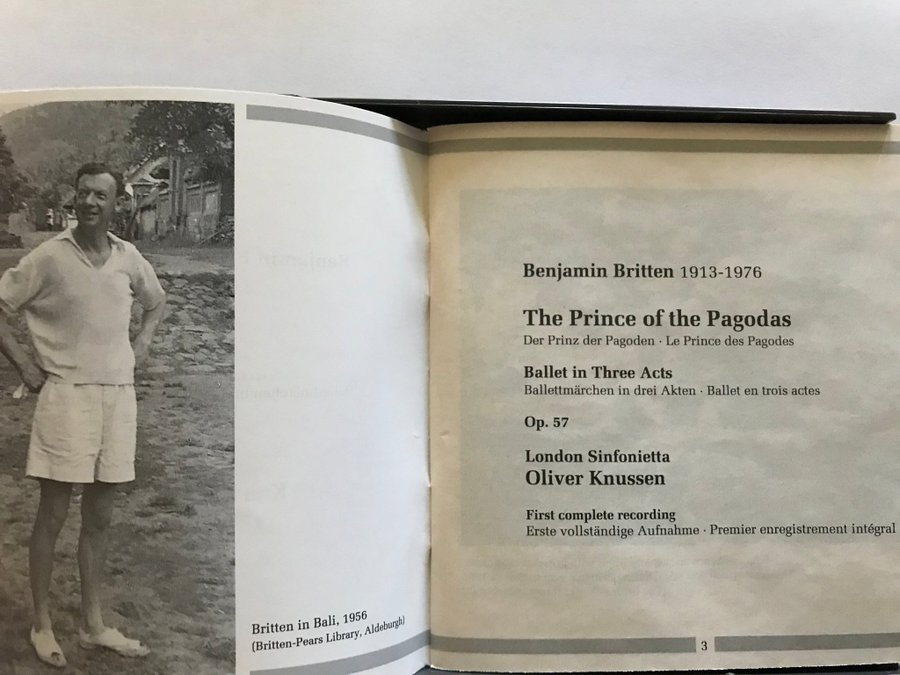 Britten in Bali, 1956
(Britten-Pears Library, Aldeburgh)
Benjamin Britten 1913-1976
The Prince of the Pagodas
Der Prinz der Pagoden · Le Prince des Pagodes
Ballet in Three Acts
Ballettmärchen in drei Akten · Ballet en trois actes
Op. 57
London Sinfonietta
Oliver Knussen
First complete recording
Erste vollständige Aufnahme · Premier enregistrement intégral
3